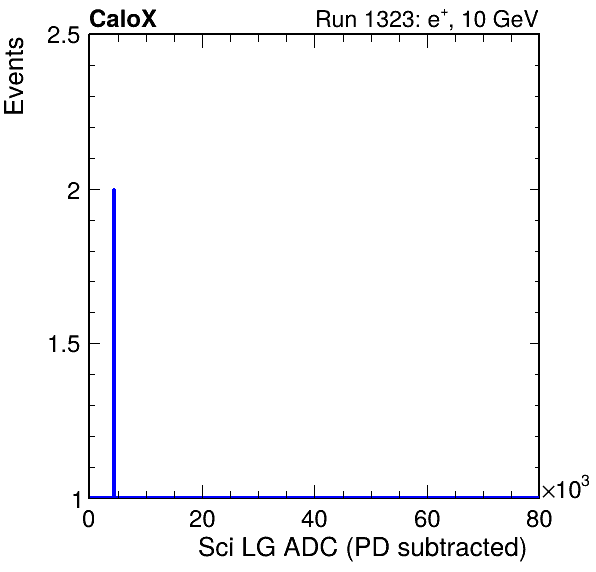 CaloX Run 1323: e⁺, 10 GeV
Events
2.5
2
1.5
1
0 20 40 60 80
×10³
Sci LG ADC (PD subtracted)